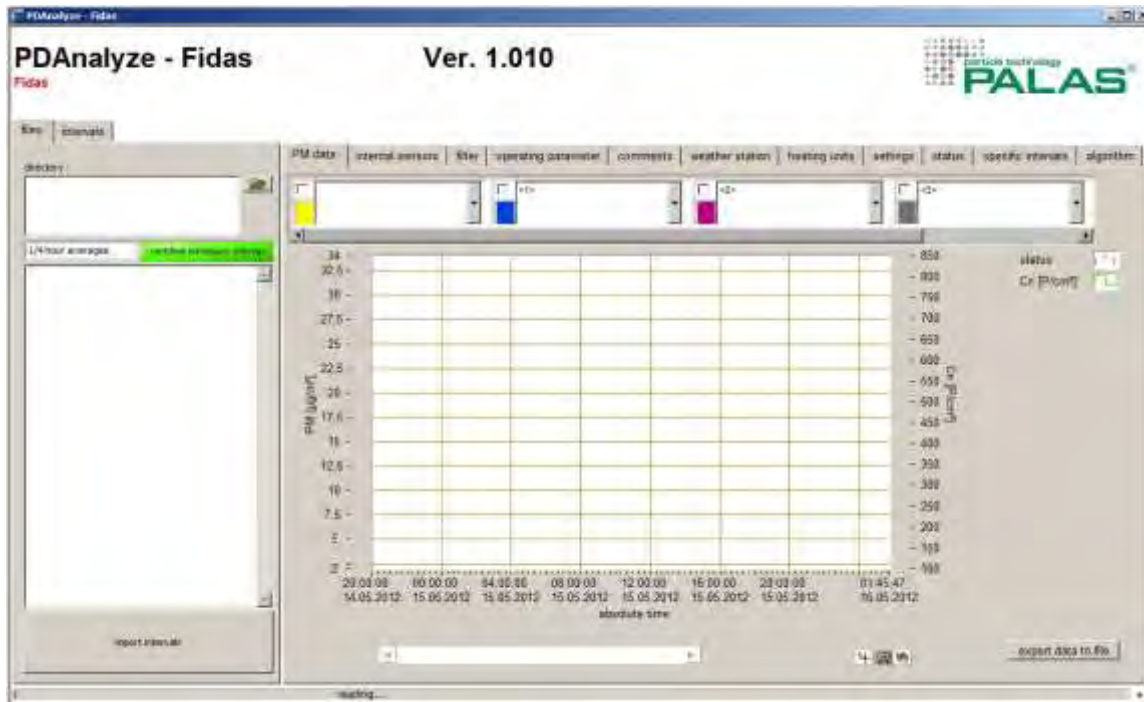 PDAnalyze - Fidas
PDAnalyze - Fidas
Ver. 1.010
particle technology
PALAS®
Fidas
files
intervals
PM data
internal sensors
filter
operating parameter
comments
weather station
heating units
settings
status
specific intervals
algorithm
directory
<1>
<2>
<3>
1/4 hour averages
34
32.5
30
27.5
25
22.5
20
17.5
15
12.5
10
7.5
5
PM [µg/m³]
850
800
750
700
650
600
550
500
450
400
350
300
250
200
150
100
Cn [P/cm³]
status
Cn [P/cm³]
20:00:00
14.05.2012
00:00:00
15.05.2012
04:00:00
15.05.2012
08:00:00
15.05.2012
12:00:00
15.05.2012
16:00:00
15.05.2012
20:00:00
15.05.2012
01:45:47
16.05.2012
absolute time
import intervals
export data to file
reading...